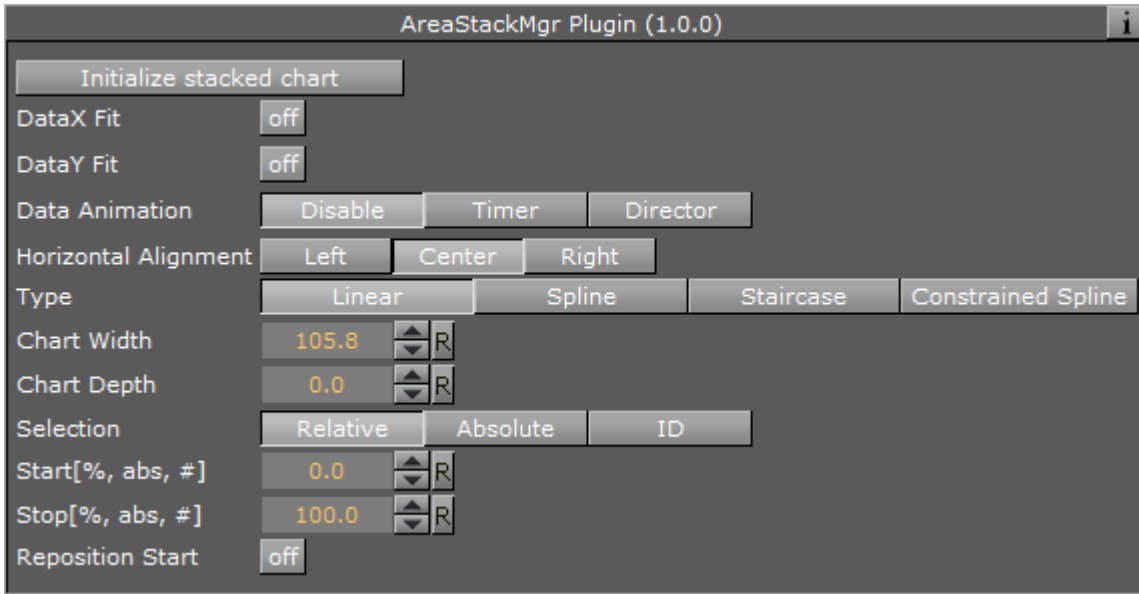 AreaStackMgr Plugin (1.0.0) i
Initialize stacked chart
DataX Fit off
DataY Fit off
Data Animation Disable Timer Director
Horizontal Alignment Left Center Right
Type Linear Spline Staircase Constrained Spline
Chart Width 105.8 R
Chart Depth 0.0 R
Selection Relative Absolute ID
Start[%, abs, #] 0.0 R
Stop[%, abs, #] 100.0 R
Reposition Start off